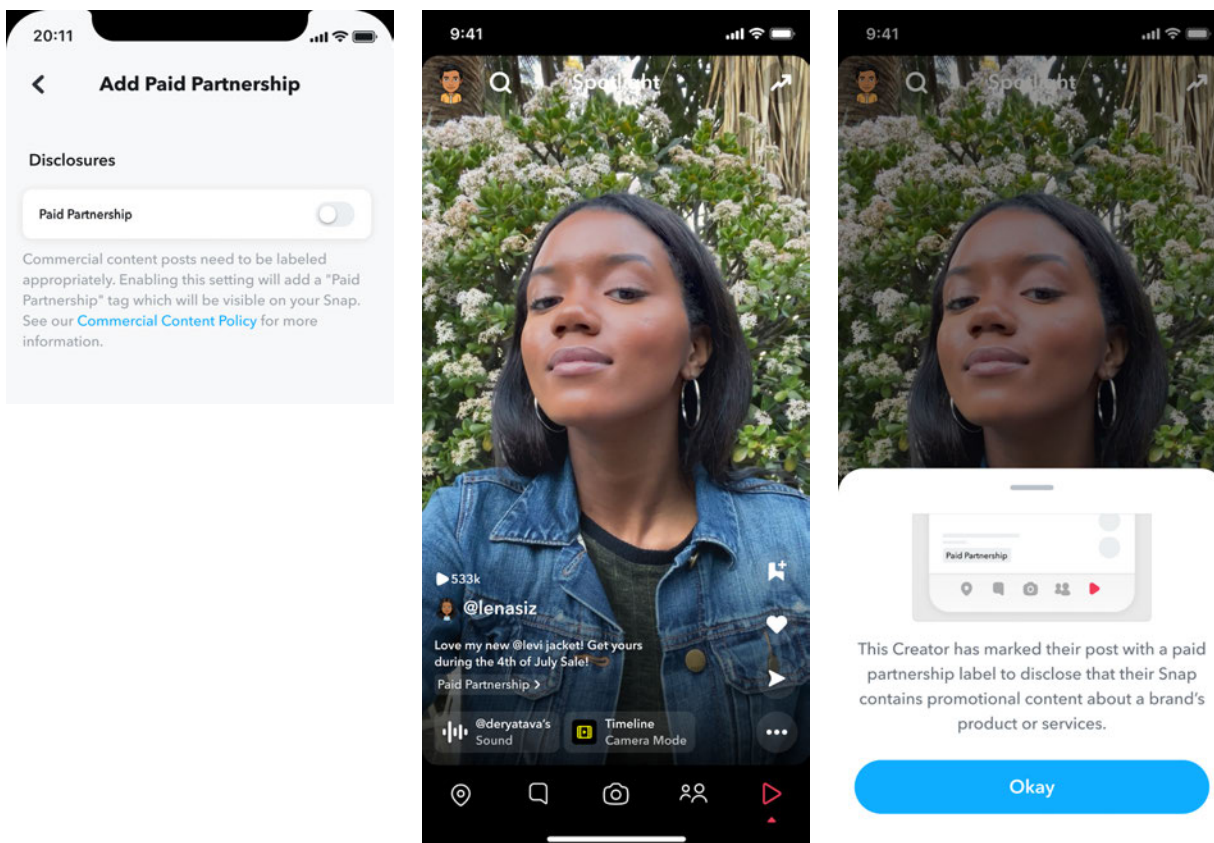 20:11
Add Paid Partnership
Disclosures
Paid Partnership
Commercial content posts need to be labeled
appropriately. Enabling this setting will add a "Paid
Partnership" tag which will be visible on your Snap.
See our Commercial Content Policy for more
information.
9:41
Spotlight
533k
@lenasiz
Love my new @levi jacket! Get yours
during the 4th of July Sale!
Paid Partnership >
@deryatava's
Sound
Timeline
Camera Mode
9:41
Spotlight
Paid Partnership
This Creator has marked their post with a paid
partnership label to disclose that their Snap
contains promotional content about a brand’s
product or services.
Okay